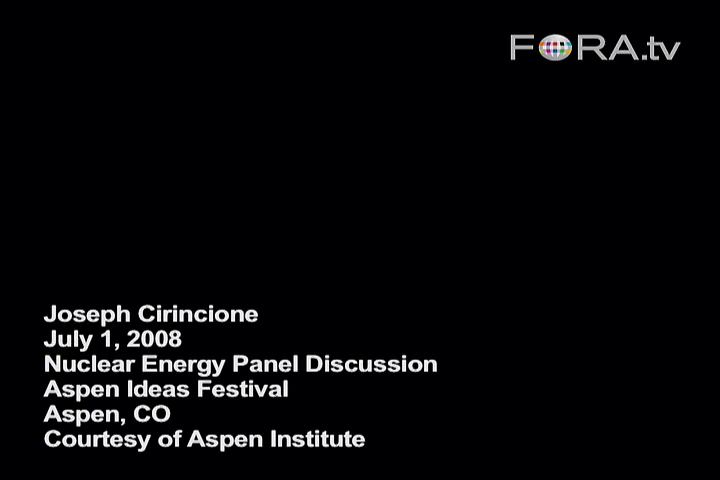 FORA.tv
Joseph Cirincione
July 1, 2008
Nuclear Energy Panel Discussion
Aspen Ideas Festival
Aspen, CO
Courtesy of Aspen Institute